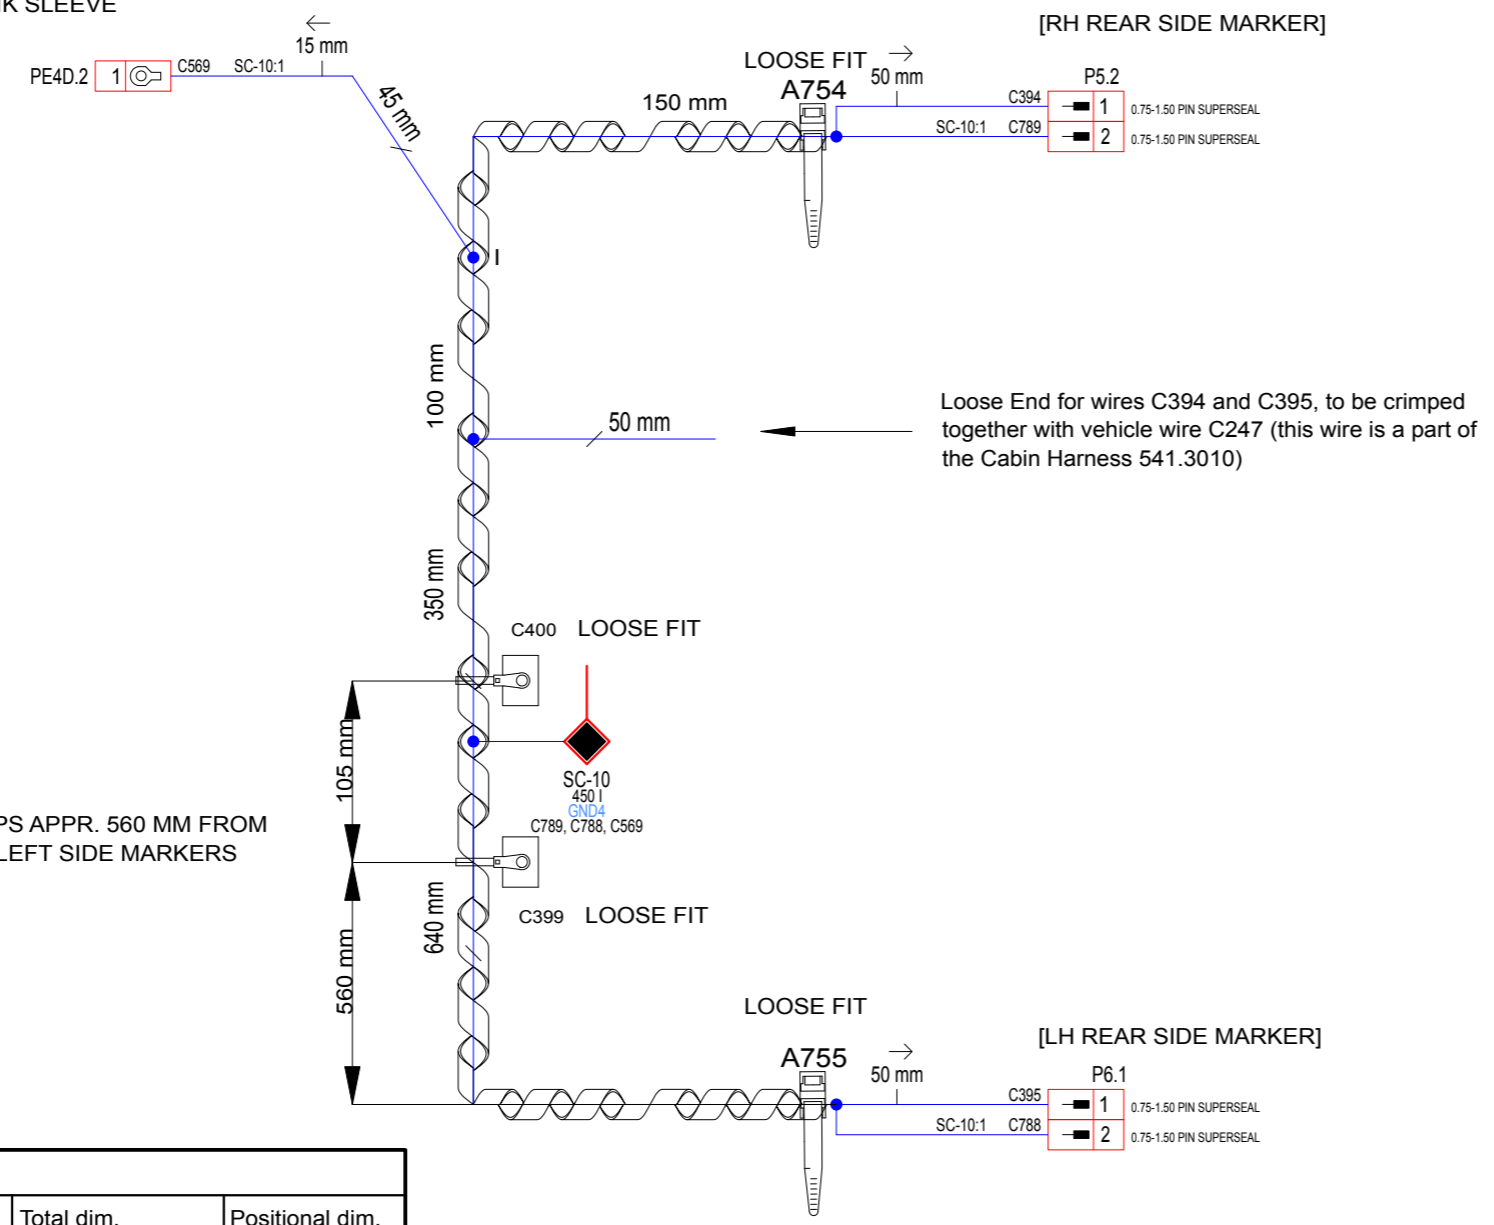 K SLEEVE
15 mm
PE4D.2
1
C569
SC-10:1
45 mm
[RH REAR SIDE MARKER]
LOOSE FIT
A754
50 mm
150 mm
P5.2
C394
1
0.75-1.50 PIN SUPERSEAL
SC-10:1
C789
2
0.75-1.50 PIN SUPERSEAL
I
100 mm
50 mm
Loose End for wires C394 and C395, to be crimped
together with vehicle wire C247 (this wire is a part of
the Cabin Harness 541.3010)
350 mm
C400
LOOSE FIT
105 mm
SC-10
450 I
GND4
C789, C788, C569
PS APPR. 560 MM FROM
LEFT SIDE MARKERS
640 mm
C399
LOOSE FIT
560 mm
LOOSE FIT
A755
50 mm
[LH REAR SIDE MARKER]
P6.1
C395
1
0.75-1.50 PIN SUPERSEAL
SC-10:1
C788
2
0.75-1.50 PIN SUPERSEAL
Total dim.
Positional dim.